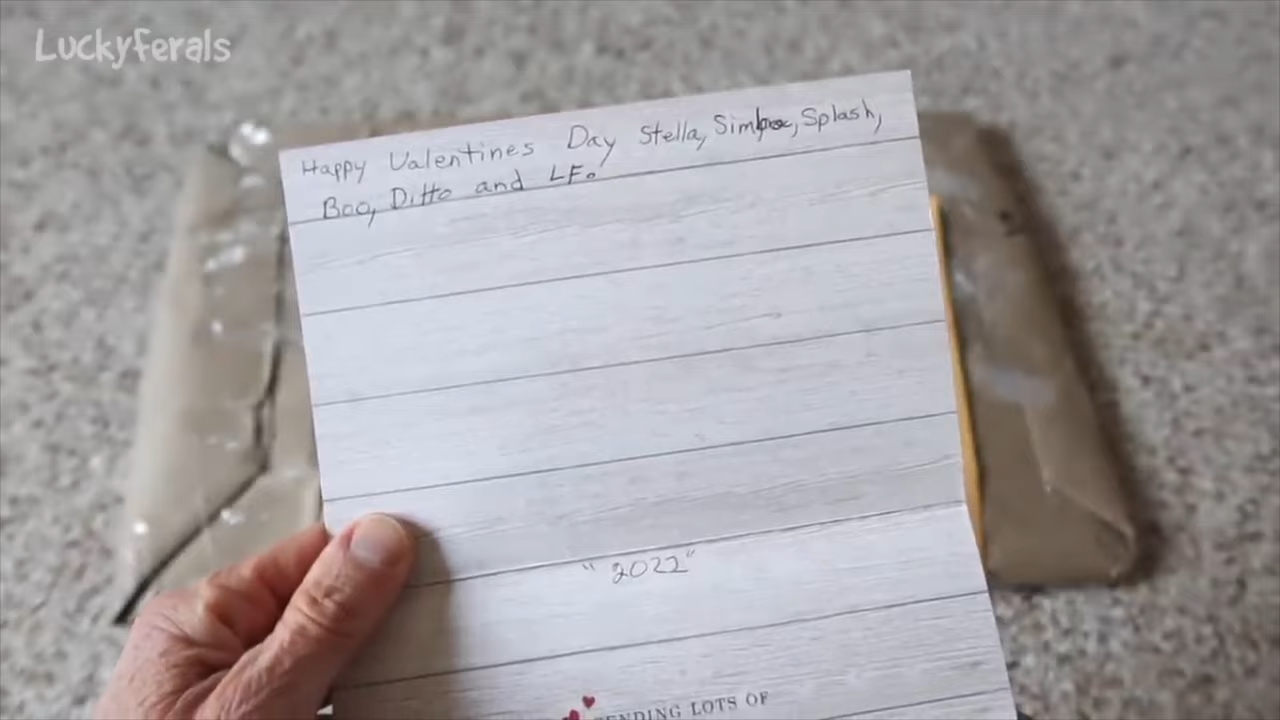 LuckyFerals
Happy Valentines Day Stella, Simba, Splash,
Boo, Ditto and LF.
"2022"
SENDING LOTS OF